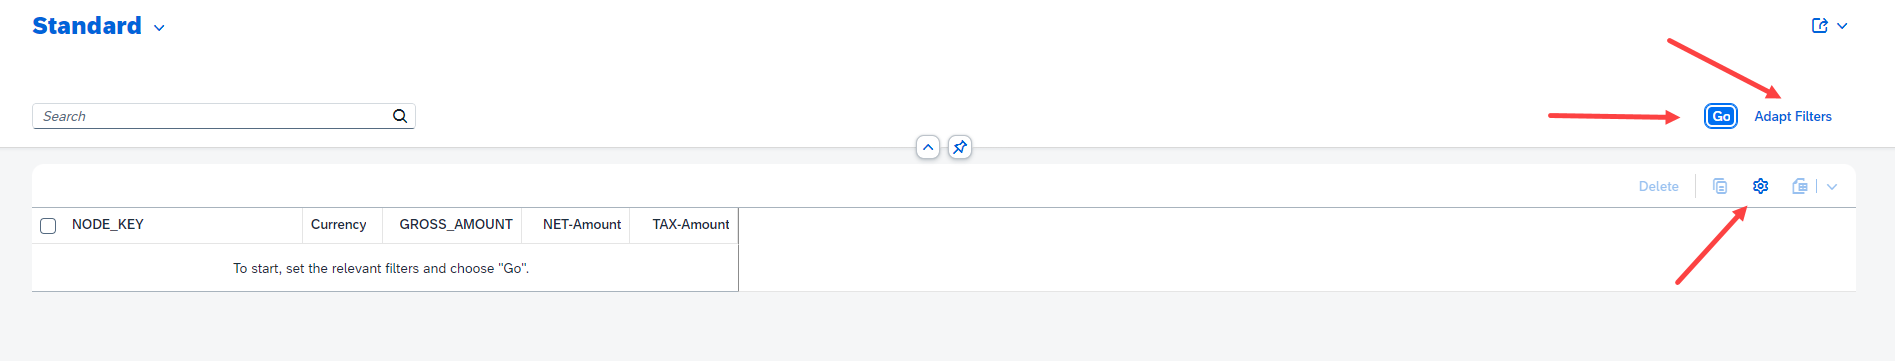 Standard
Search
Go Adapt Filters
Delete
NODE_KEY Currency GROSS_AMOUNT NET-Amount TAX-Amount
To start, set the relevant filters and choose "Go".